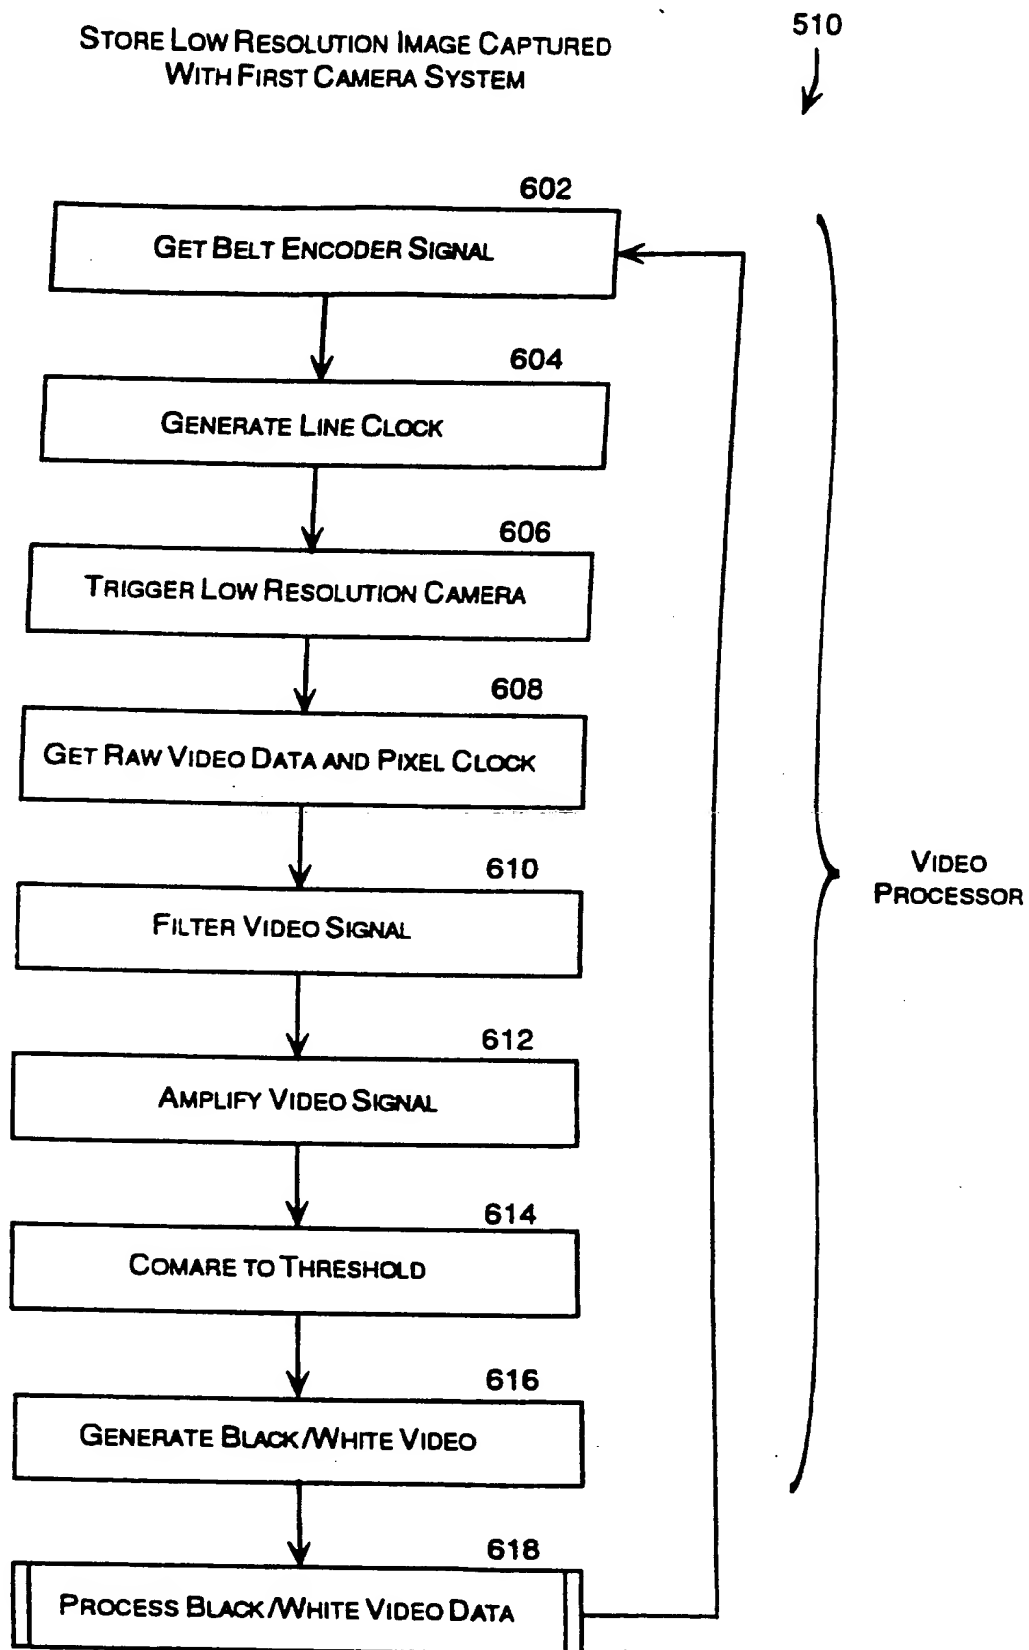 STORE LOW RESOLUTION IMAGE CAPTURED
WITH FIRST CAMERA SYSTEM
510
602
GET BELT ENCODER SIGNAL
604
GENERATE LINE CLOCK
606
TRIGGER LOW RESOLUTION CAMERA
608
GET RAW VIDEO DATA AND PIXEL CLOCK
610
FILTER VIDEO SIGNAL
VIDEO
PROCESSOR
612
AMPLIFY VIDEO SIGNAL
614
COMARE TO THRESHOLD
616
GENERATE BLACK/WHITE VIDEO
618
PROCESS BLACK/WHITE VIDEO DATA